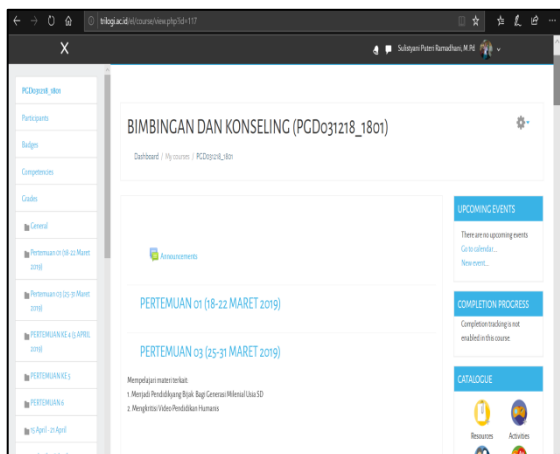 trilogi.ac.id/el/course/view.php?id=117
X
Sulistyani Puteri Ramadhani, M.Pd
PGD031218_1801
Participants
Badges
Competencies
Grades
General
Pertemuan 01 (18-22 Maret
2019)
Pertemuan 03 (25-31 Maret
2019)
PERTEMUAN KE 4 (5 APRIL
2019)
PERTEMUAN KE 5
PERTEMUAN 6
15 April - 21 April
BIMBINGAN DAN KONSELING (PGD031218_1801)
Dashboard / My courses / PGD031218_1801
Announcements
PERTEMUAN 01 (18-22 MARET 2019)
PERTEMUAN 03 (25-31 MARET 2019)
Mempelajari materi terkait:
1. Menjadi Pendidik yang Bijak Bagi Generasi Milenial Usia SD
2. Mengkritisi Video Pendidikan Humanis
UPCOMING EVENTS
There are no upcoming events
Go to calendar...
New event...
COMPLETION PROGRESS
Completion tracking is not
enabled in this course.
CATALOGUE
Resources
Activities